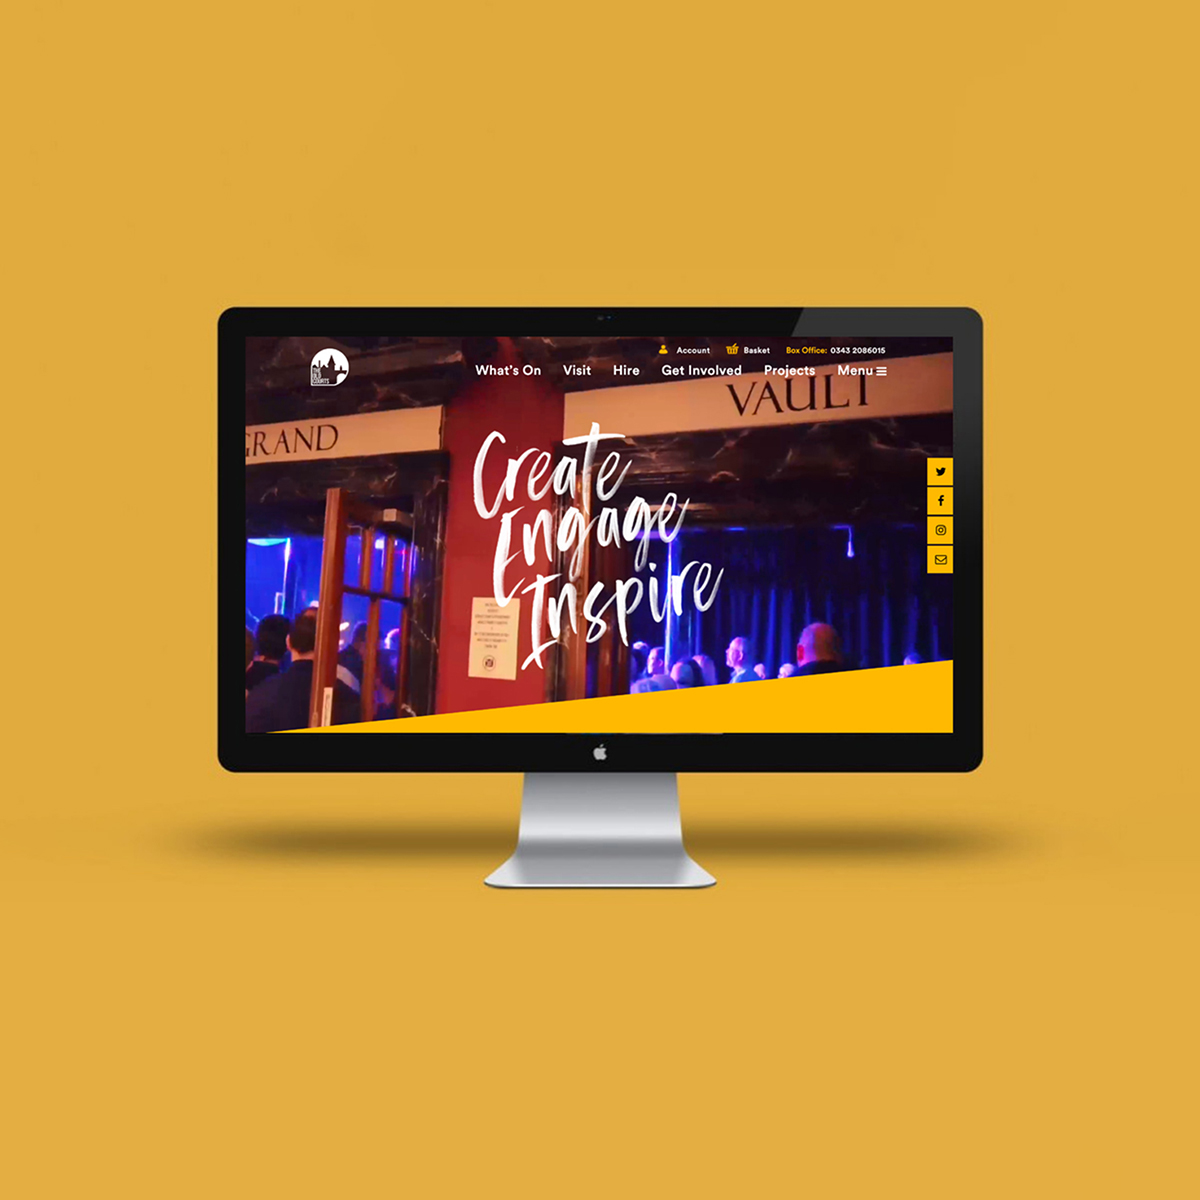 Account Basket Box Office: 0343 2086015
THE
OLD
COURTS
What's On Visit Hire Get Involved Projects Menu
VAULT
GRAND
Create
Engage
Inspire